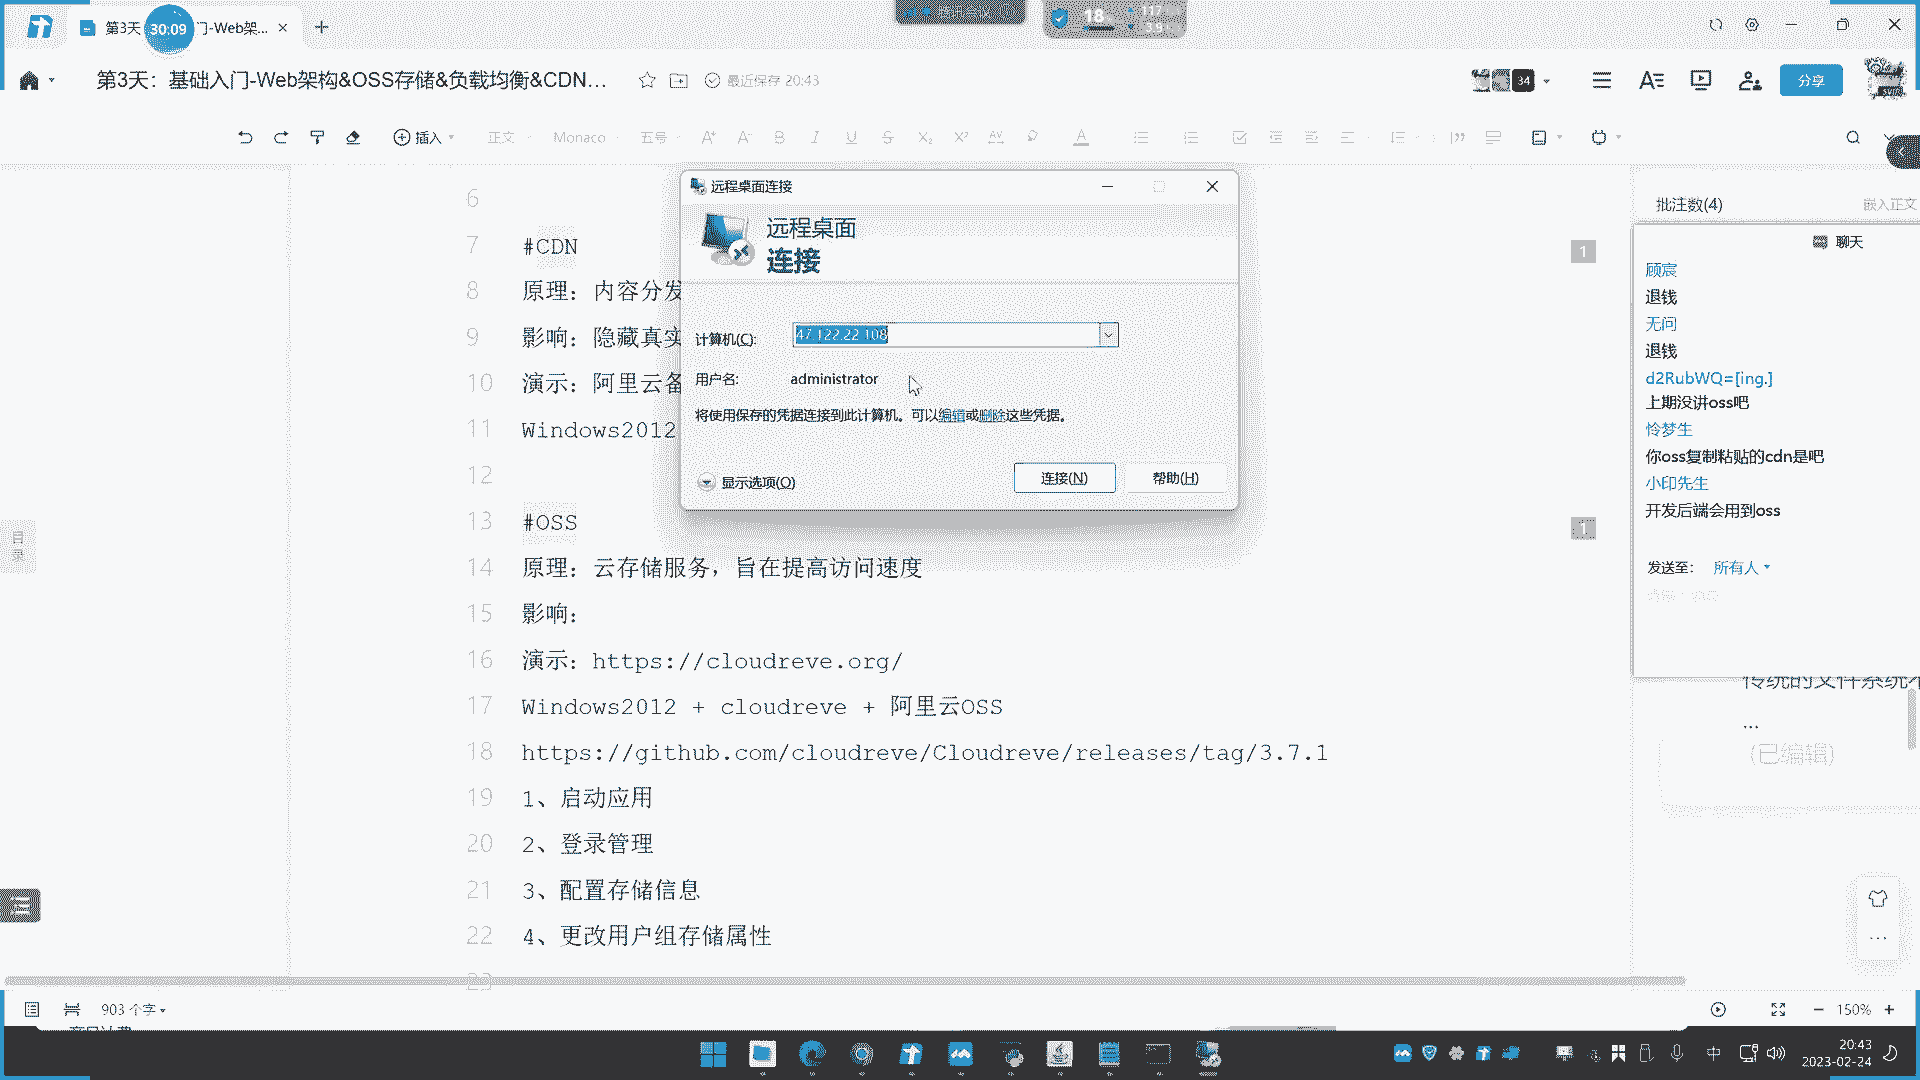 第3天
30:09
门-Web架...
18
第3天：基础入门-Web架构&OSS存储&负载均衡&CDN...
最近保存 20:43
34
分享
插入
正文
Monaco
五号
6
7 #CDN
8 原理：内容分发
9 影响：隐藏真实
10 演示：阿里云备
11 Windows2012
12
13 #OSS
14 原理：云存储服务，旨在提高访问速度
15 影响：
16 演示：https://cloudreve.org/
17 Windows2012 + cloudreve + 阿里云OSS
18 https://github.com/cloudreve/Cloudreve/releases/tag/3.7.1
19 1、启动应用
20 2、登录管理
21 3、配置存储信息
22 4、更改用户组存储属性
23
目录
1
1
远程桌面连接
远程桌面
连接
计算机(C):
47.122.22.108
用户名:
administrator
将使用保存的凭据连接到此计算机。可以编辑或删除这些凭据。
显示选项(O)
连接(N)
帮助(H)
批注数(4)
嵌入正文
聊天
顾宸
退钱
无问
退钱
d2RubWQ=[ing.]
上期没讲oss吧
怜梦生
你oss复制粘贴的cdn是吧
小印先生
开发后端会用到oss
发送至：
所有人
传统的文件系统不
...
(已编辑)
903 个字
150%
中
20:43
2023-02-24